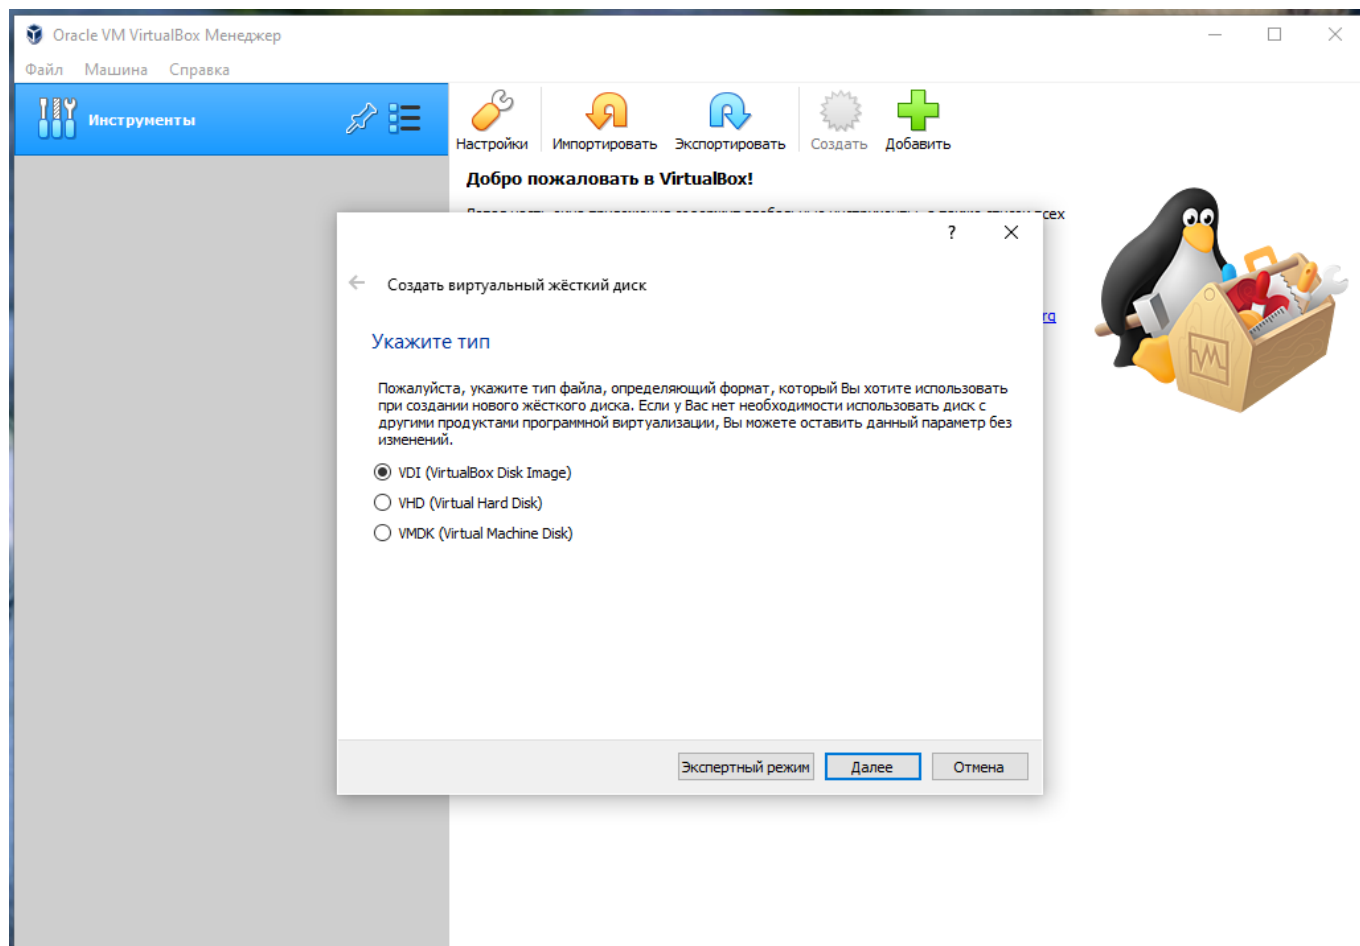 Oracle VM VirtualBox Менеджер
Файл Машина Справка
Инструменты
Настройки Импортировать Экспортировать Создать Добавить
Добро пожаловать в VirtualBox!
сех
?
Создать виртуальный жёсткий диск
rg
Укажите тип
Пожалуйста, укажите тип файла, определяющий формат, который Вы хотите использовать
при создании нового жёсткого диска. Если у Вас нет необходимости использовать диск с
другими продуктами программной виртуализации, Вы можете оставить данный параметр без
изменений.
VDI (VirtualBox Disk Image)
VHD (Virtual Hard Disk)
VMDK (Virtual Machine Disk)
Экспертный режим Далее Отмена